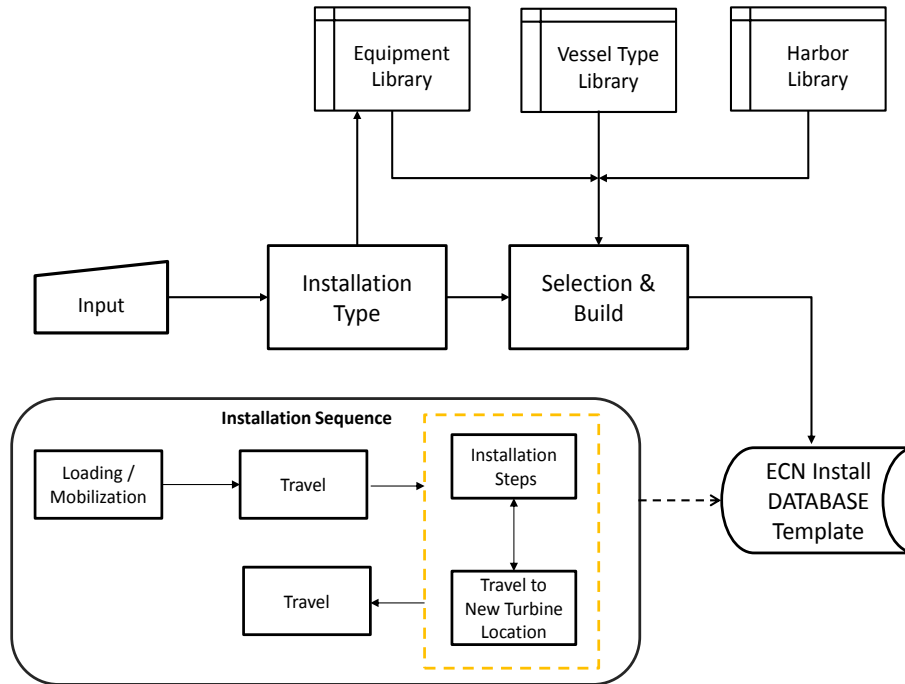 Equipment
Library
Vessel Type
Library
Harbor
Library
Input
Installation
Type
Selection &
Build
Installation Sequence
Loading /
Mobilization
Travel
Installation
Steps
Travel
Travel to
New Turbine
Location
ECN Install
DATABASE
Template